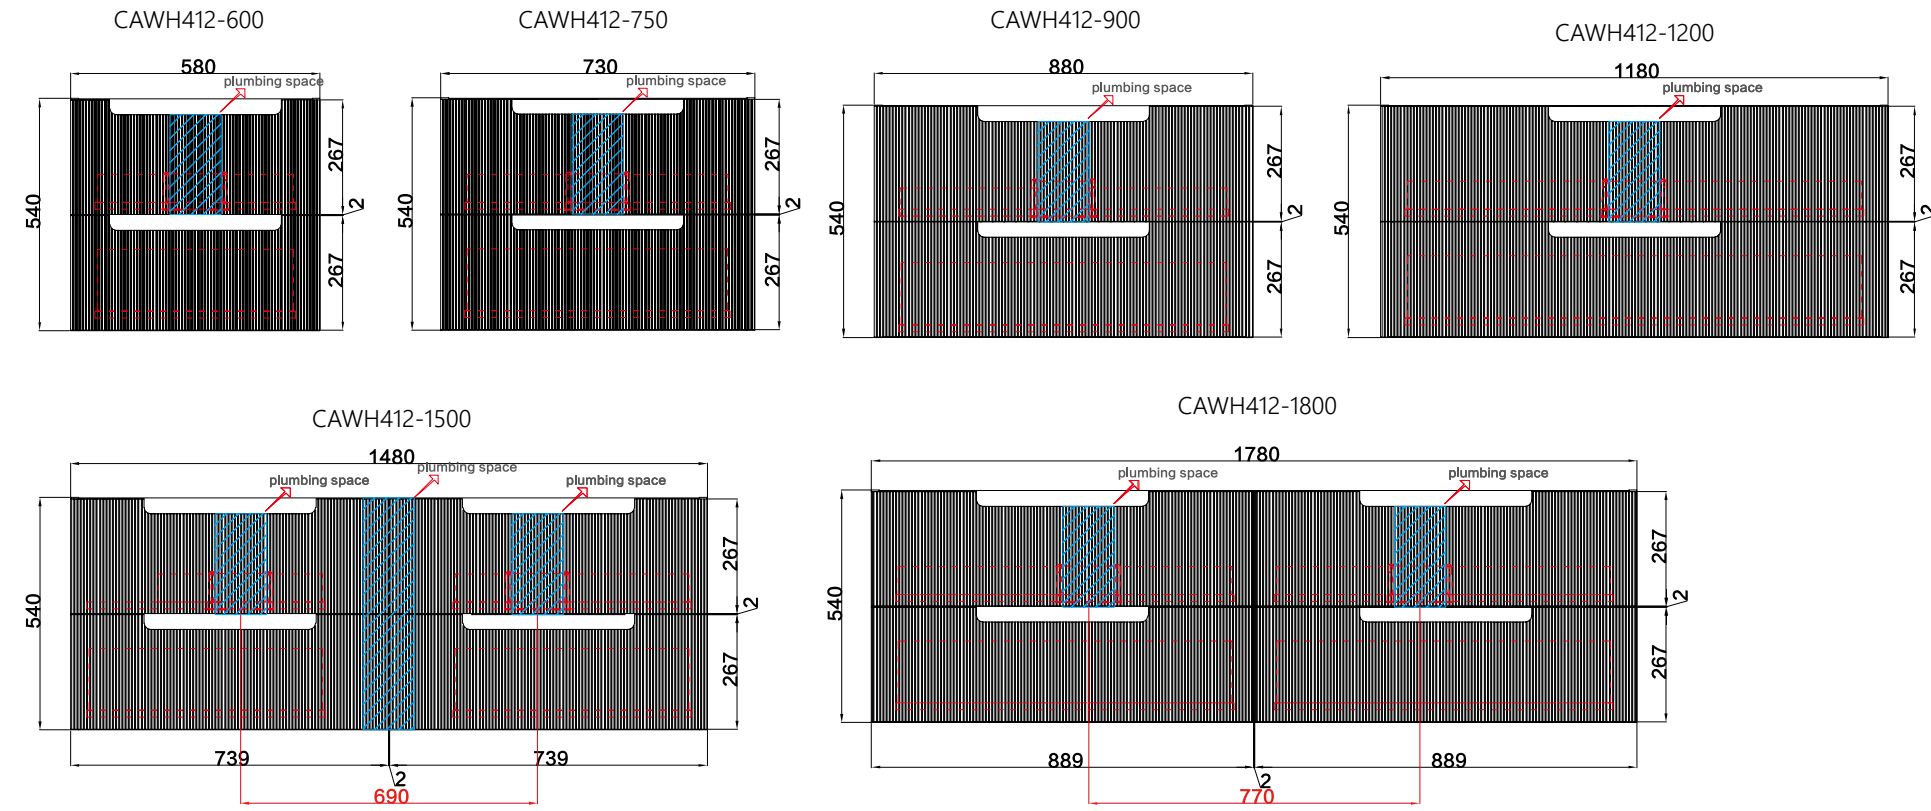 CAWH412-600
CAWH412-750
CAWH412-900
CAWH412-1200
580
plumbing space
540
267
2
267
730
plumbing space
540
267
2
267
880
plumbing space
540
267
2
267
1180
plumbing space
540
267
2
267
CAWH412-1500
CAWH412-1800
1480
plumbing space
plumbing space
plumbing space
540
267
2
267
739
739
2
690
1780
plumbing space
plumbing space
540
267
2
267
889
889
2
770